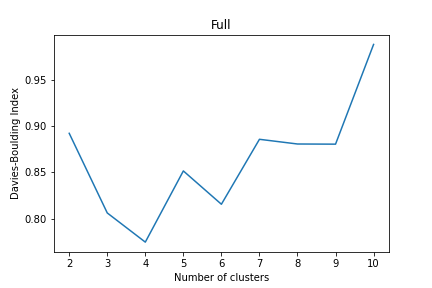 Full
Davies-Boulding Index
0.95
0.90
0.85
0.80
2 3 4 5 6 7 8 9 10
Number of clusters